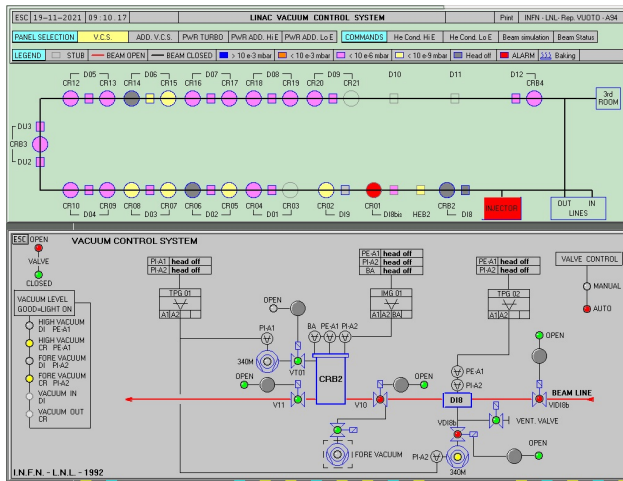 ESC 19-11-2021 09:10.17 LINAC VACUUM CONTROL SYSTEM Print INFN - LNL - Rep. VUOTO - A94
PANEL SELECTION V.C.S. ADD. V.C.S. PWR TURBO PWR ADD. Hi E PWR ADD. Lo E COMMANDS He Cond. Hi E He Cond. Lo E Beam simulation Beam Status
LEGEND STUB BEAM OPEN BEAM CLOSED > 10 e-3 mbar < 10 e-3 mbar < 10 e-6 mbar < 10 e-9 mbar Head off ALARM Baking
D05 D06 D07 D08 D09 D10 D11 D12
CR12 CR13 CR14 CR15 CR16 CR17 CR18 CR19 CR20 CR21 CRB4
3rd
ROOM
DU3
CRB3
DU2
CR10 CR09 CR08 CR07 CR06 CR05 CR04 CR03 CR02 CR01 CRB2
D04 D03 D02 D01 DI9 DI8bis HEB2 DI8
INJECTOR
OUT IN
LINES
ESC OPEN VACUUM CONTROL SYSTEM
VALVE
CLOSED
VACUUM LEVEL
GOOD=LIGHT ON
HIGH VACUUM
DI PE-A1
HIGH VACUUM
CR PE-A1
FORE VACUUM
DI PI-A2
FORE VACUUM
CR PI-A2
VACUUM IN
DI
VACUUM OUT
CR
PI-A1 head off
PI-A2 head off
TPG 01
A1 A2
PE-A1 head off
PI-A2 head off
BA head off
IMG 01
A1 A2 BA
PE-A1 head off
PI-A2 head off
TPG 02
A1 A2
VALVE CONTROL
MANUAL
AUTO
OPEN
PI-A1
BA PE-A1 PI-A2
340M
VT01
CRB2
OPEN
V11
OPEN
V10
PE-A1
PI-A2
DI8
OPEN
BEAM LINE
VIDI8b
VDI8b
VENT. VALVE
FORE VACUUM
PI-A2
340M
OPEN
I.N.F.N. - L.N.L. - 1992